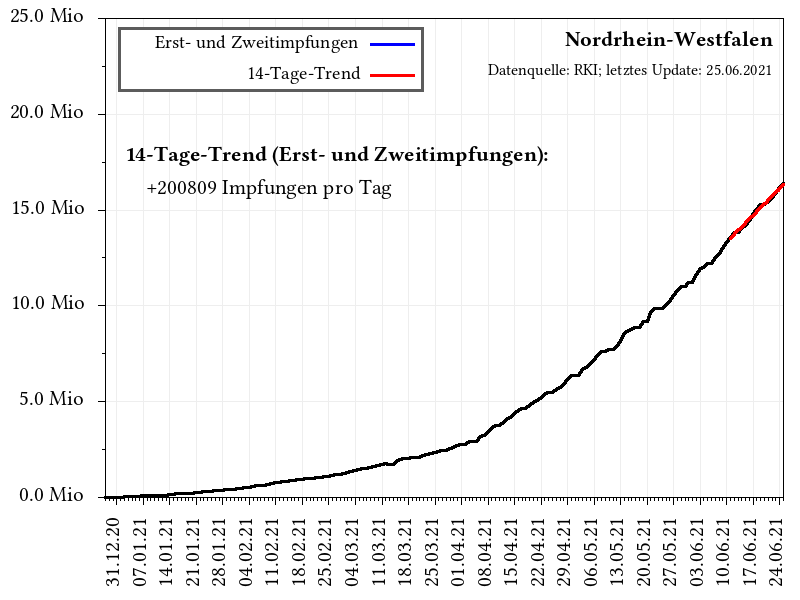 25.0 Mio
20.0 Mio
15.0 Mio
10.0 Mio
5.0 Mio
0.0 Mio
Erst- und Zweitimpfungen
14-Tage-Trend
Nordrhein-Westfalen
Datenquelle: RKI; letztes Update: 25.06.2021
14-Tage-Trend (Erst- und Zweitimpfungen):
+200809 Impfungen pro Tag
31.12.20
07.01.21
14.01.21
21.01.21
28.01.21
04.02.21
11.02.21
18.02.21
25.02.21
04.03.21
11.03.21
18.03.21
25.03.21
01.04.21
08.04.21
15.04.21
22.04.21
29.04.21
06.05.21
13.05.21
20.05.21
27.05.21
03.06.21
10.06.21
17.06.21
24.06.21